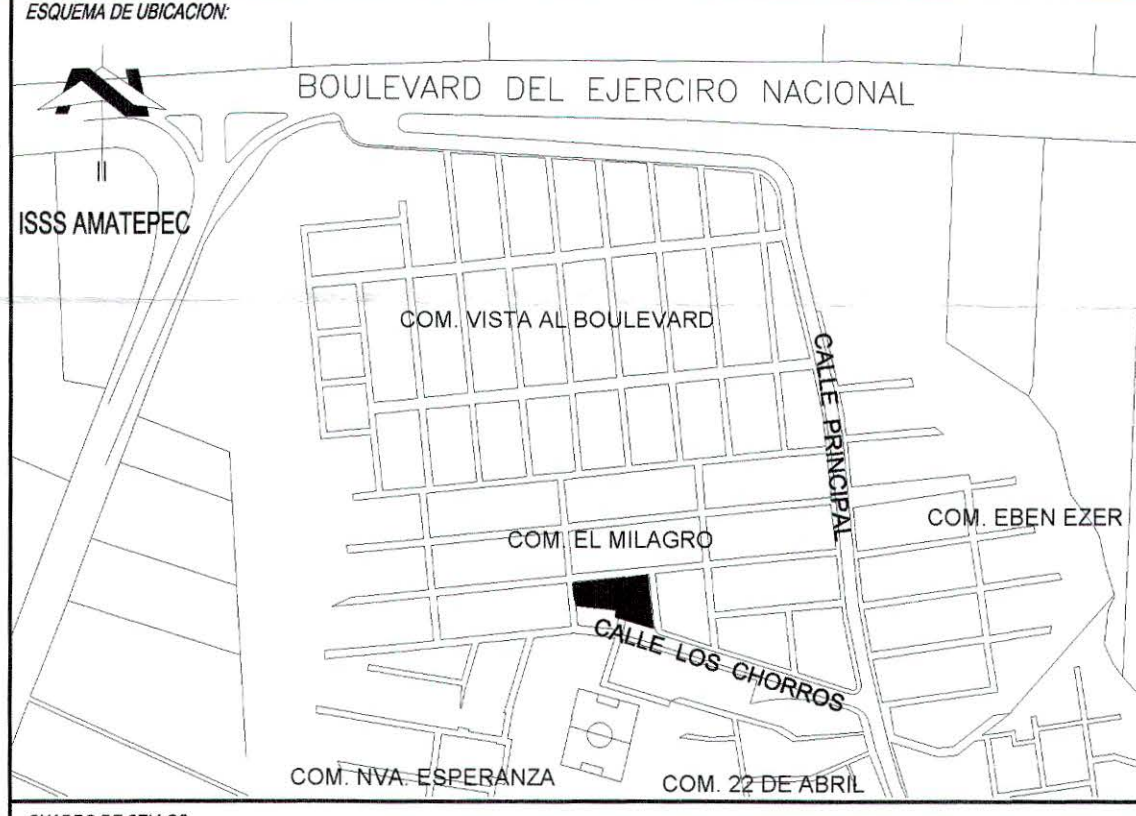 ESQUEMA DE UBICACION:
BOULEVARD DEL EJERCIRO NACIONAL
ISSS AMATEPEC
COM. VISTA AL BOULEVARD
CALLE PRINCIPAL
COM. EBEN EZER
COM. EL MILAGRO
CALLE LOS CHORROS
COM. NVA. ESPERANZA
COM. 22 DE ABRIL